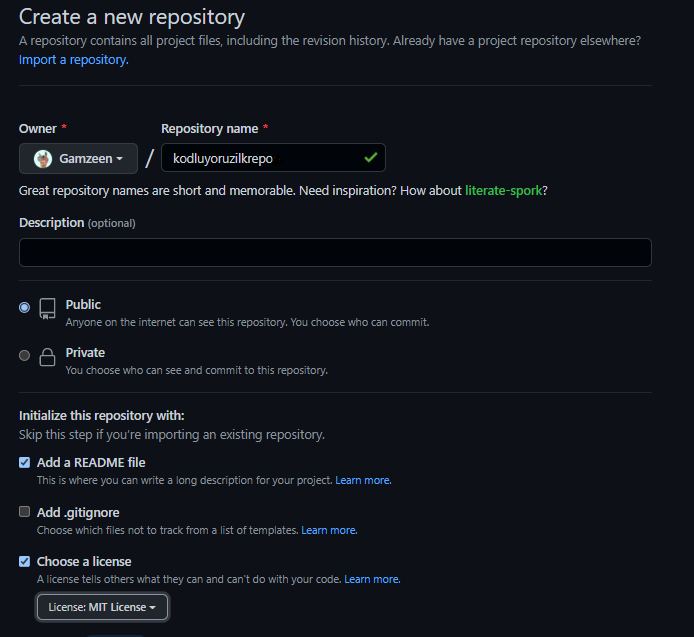 Create a new repository
A repository contains all project files, including the revision history. Already have a project repository elsewhere?
Import a repository.
Owner * Repository name *
Gamzeen / kodluyoruzilkrepo
Great repository names are short and memorable. Need inspiration? How about literate-spork?
Description (optional)
Public
Anyone on the internet can see this repository. You choose who can commit.
Private
You choose who can see and commit to this repository.
Initialize this repository with:
Skip this step if you're importing an existing repository.
Add a README file
This is where you can write a long description for your project. Learn more.
Add .gitignore
Choose which files not to track from a list of templates. Learn more.
Choose a license
A license tells others what they can and can't do with your code. Learn more.
License: MIT License